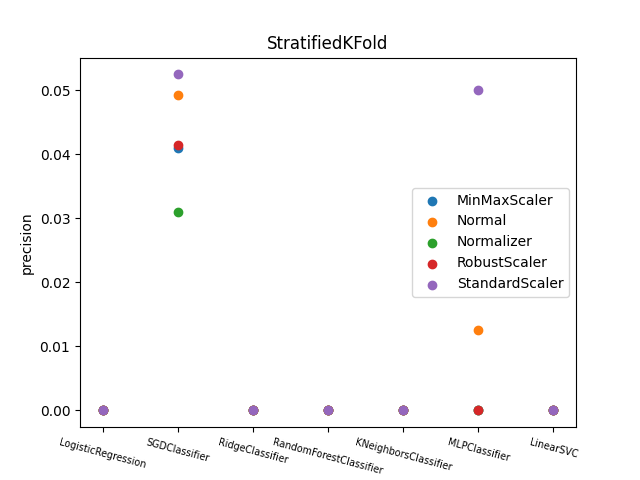 StratifiedKFold
precision
0.05
0.04
0.03
0.02
0.01
0.00
MinMaxScaler
Normal
Normalizer
RobustScaler
StandardScaler
LogisticRegression
SGDClassifier
RidgeClassifier
RandomForestClassifier
KNeighborsClassifier
MLPClassifier
LinearSVC